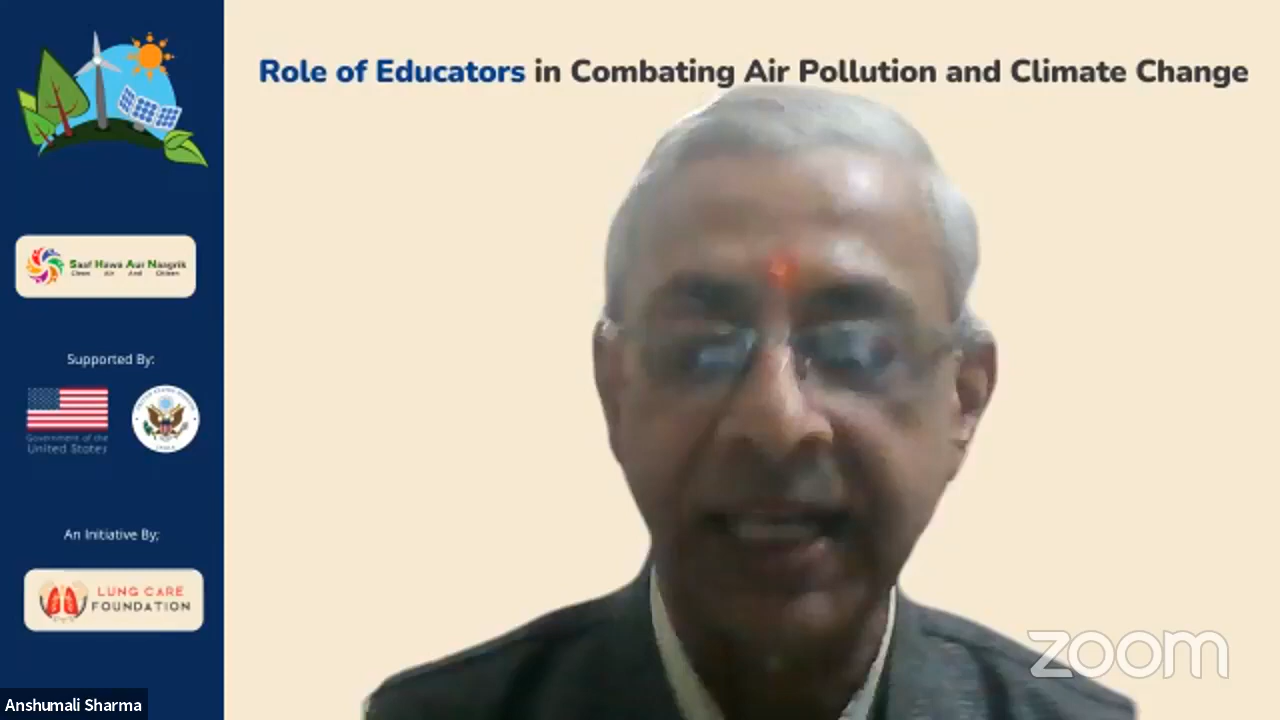 Role of Educators in Combating Air Pollution and Climate Change
Saaf Hawa Aur Naagrik
Clean Air And Citizen
Supported By:
Government of the
United States
An Initiative By;
LUNG CARE
FOUNDATION
zoom
Anshumali Sharma